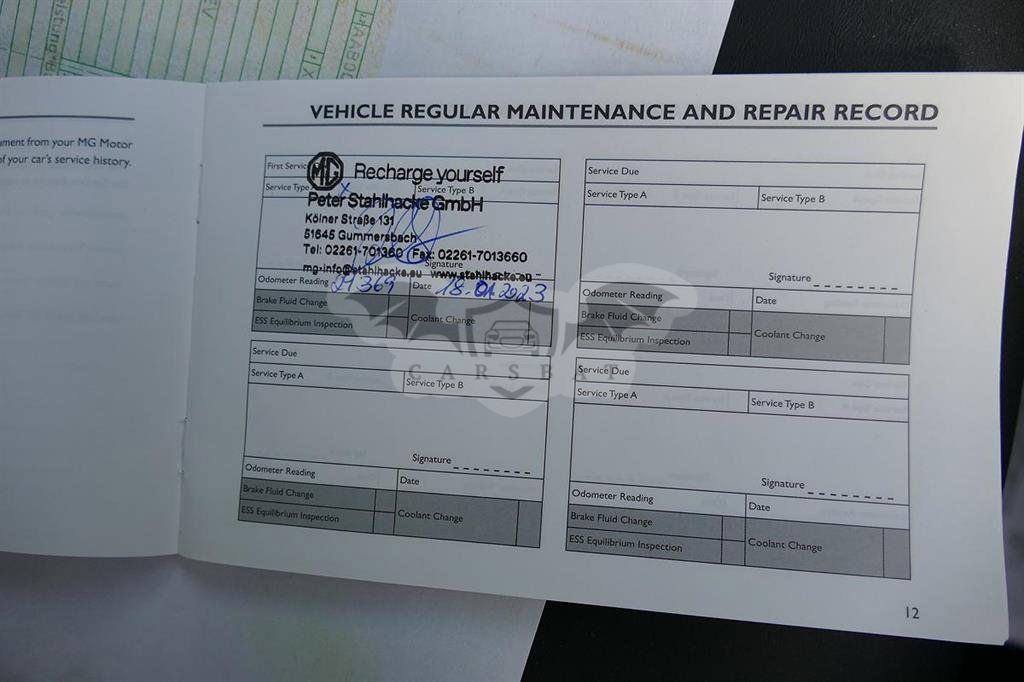 VEHICLE REGULAR MAINTENANCE AND REPAIR RECORD
ument from your MG Motor
of your car's service history.
First Servic
MG Recharge yourself
Service Type
x
Service Type B
Peter Stahlhacke GmbH
Kölner Straße 131
51645 Gummersbach
Tel: 02261-701360 Fax: 02261-7013660
Signature
mg-info@stahlhacke.eu www.stahlhacke.eu
Odometer Reading
Date 18.01.2023
Brake Fluid Change
ESS Equilibrium Inspection
Coolant Change
Service Due
Service Type A
Service Type B
Signature
Odometer Reading
Date
Brake Fluid Change
ESS Equilibrium Inspection
Coolant Change
CARSBAT
Service Due
Service Type A
Service Type B
Signature
Odometer Reading
Date
Brake Fluid Change
ESS Equilibrium Inspection
Coolant Change
Service Due
Service Type A
Service Type B
Signature
Odometer Reading
Date
Brake Fluid Change
ESS Equilibrium Inspection
Coolant Change
12